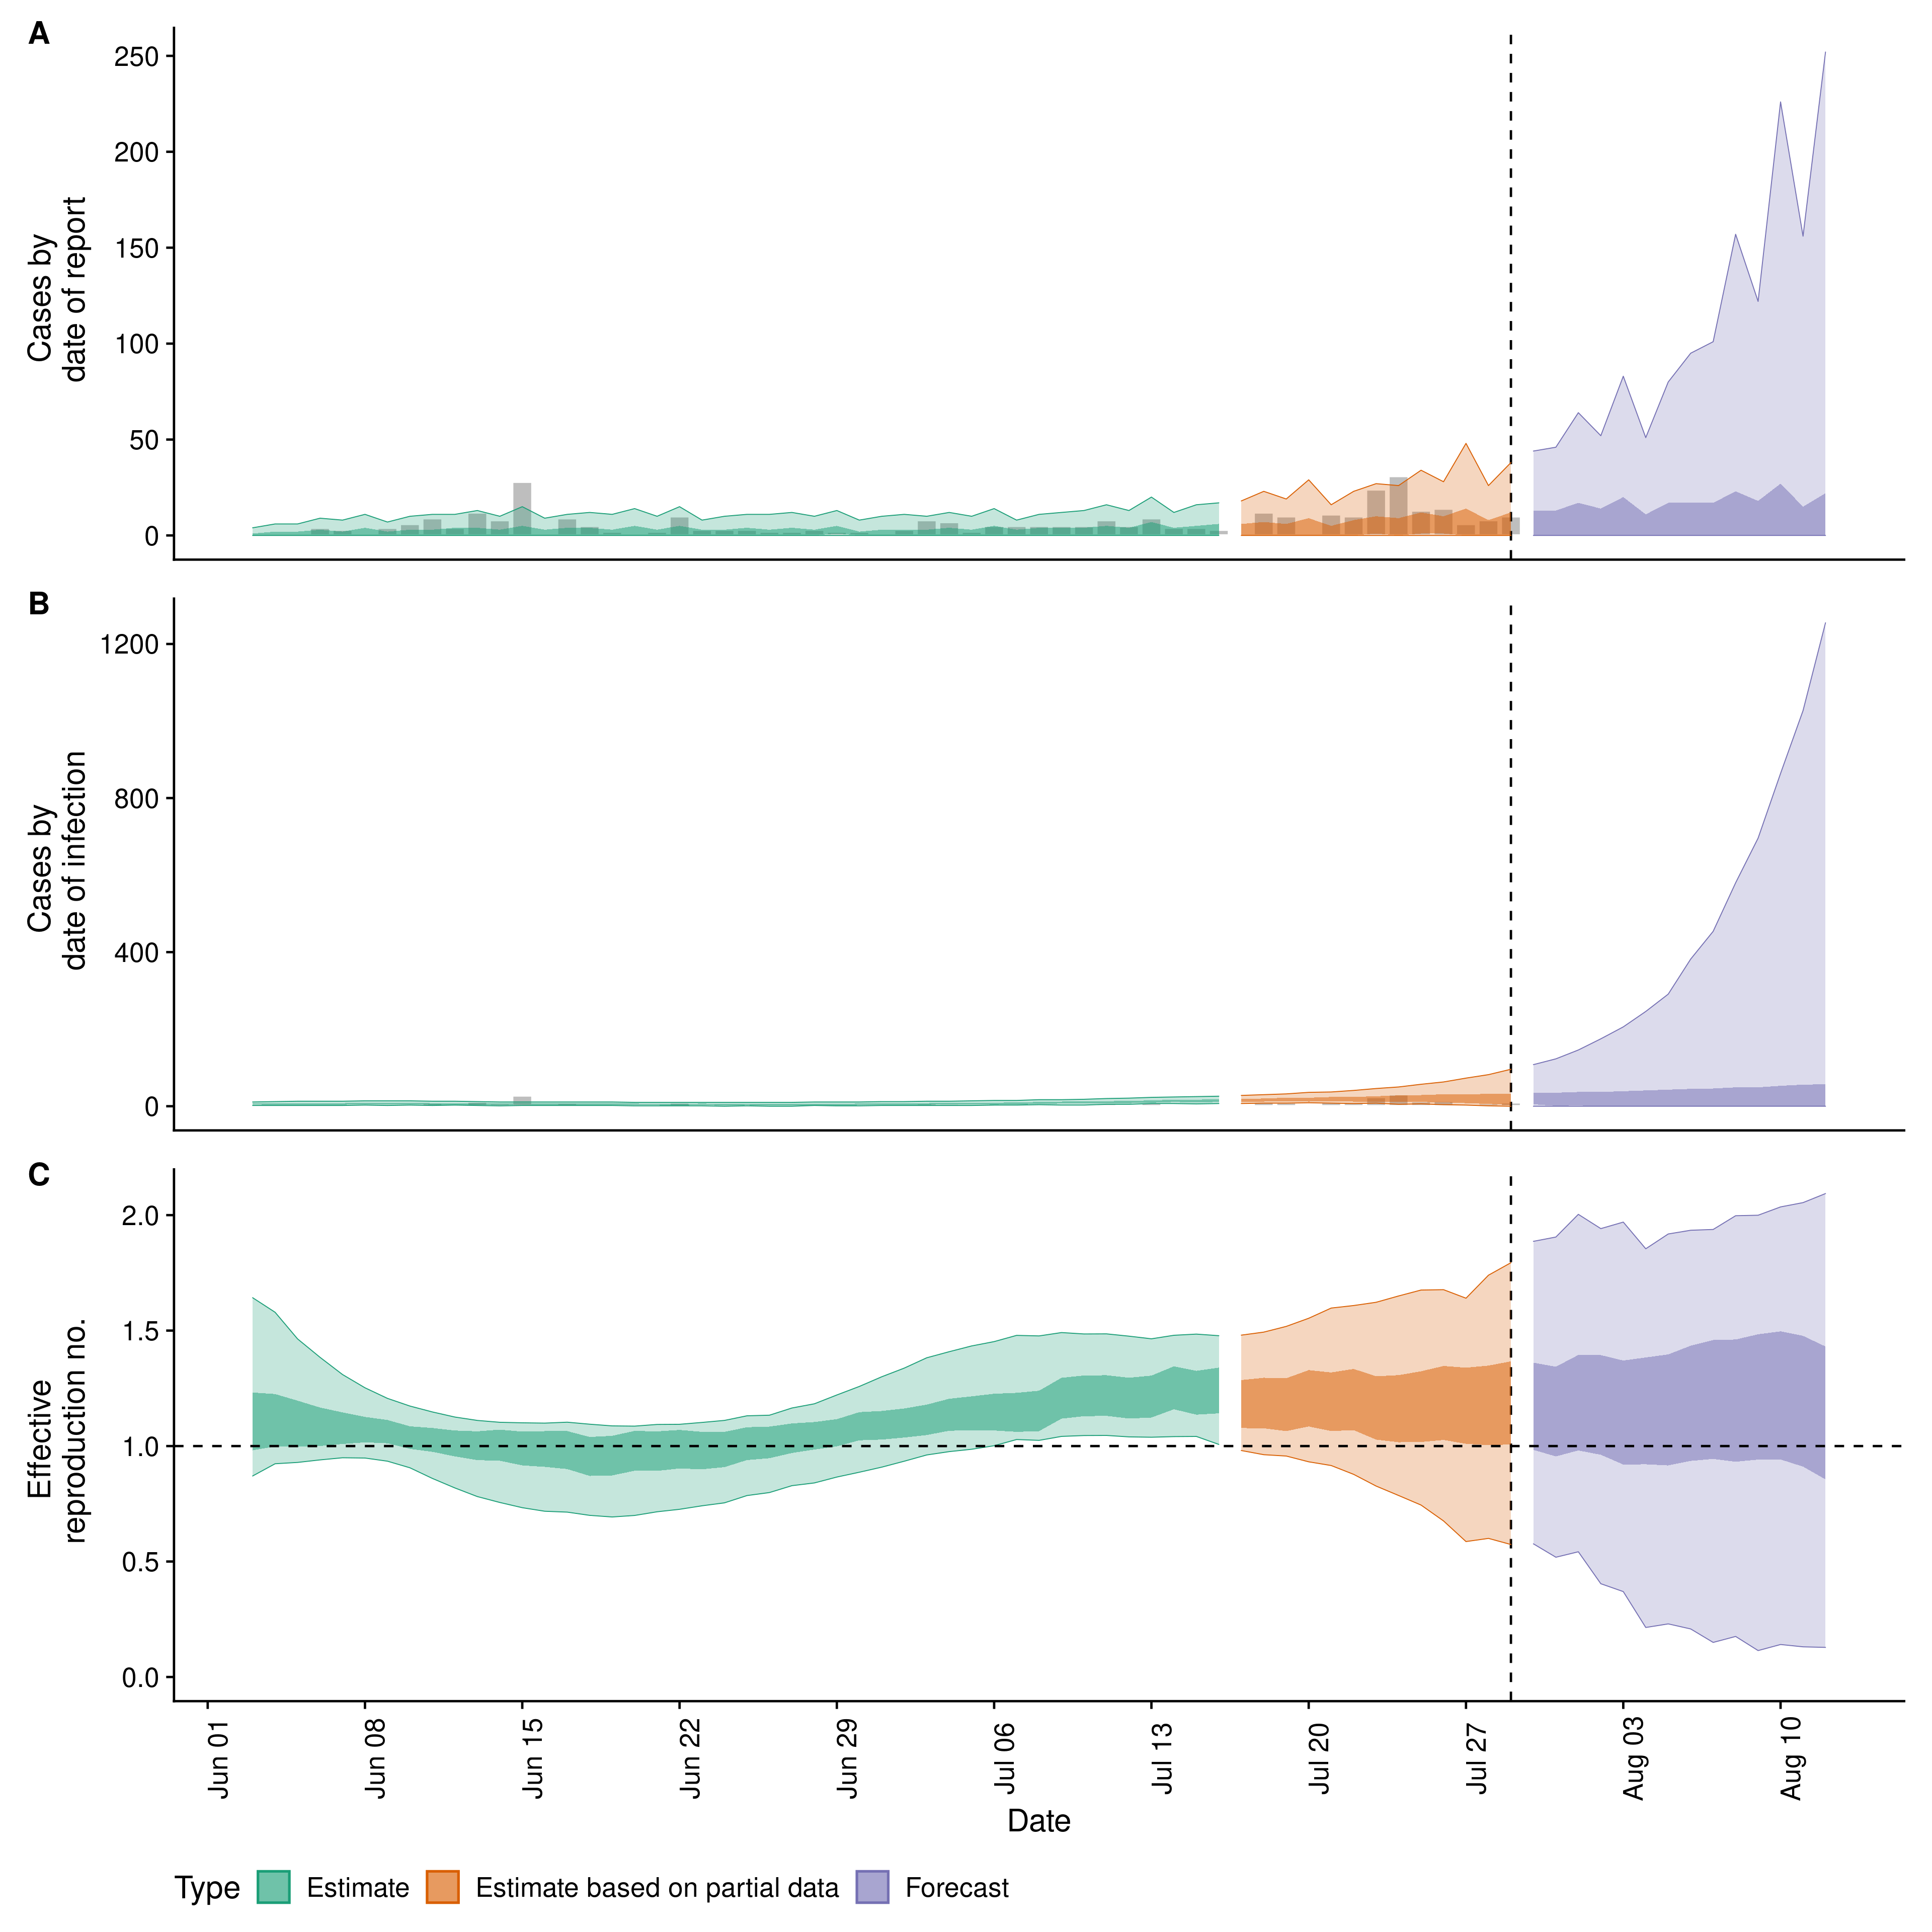 A
Cases by
date of report
250
200
150
100
50
0
B
Cases by
date of infection
1200
800
400
0
C
Effective
reproduction no.
2.0
1.5
1.0
0.5
0.0
Jun 01
Jun 08
Jun 15
Jun 22
Jun 29
Jul 06
Jul 13
Jul 20
Jul 27
Aug 03
Aug 10
Date
Type Estimate Estimate based on partial data Forecast